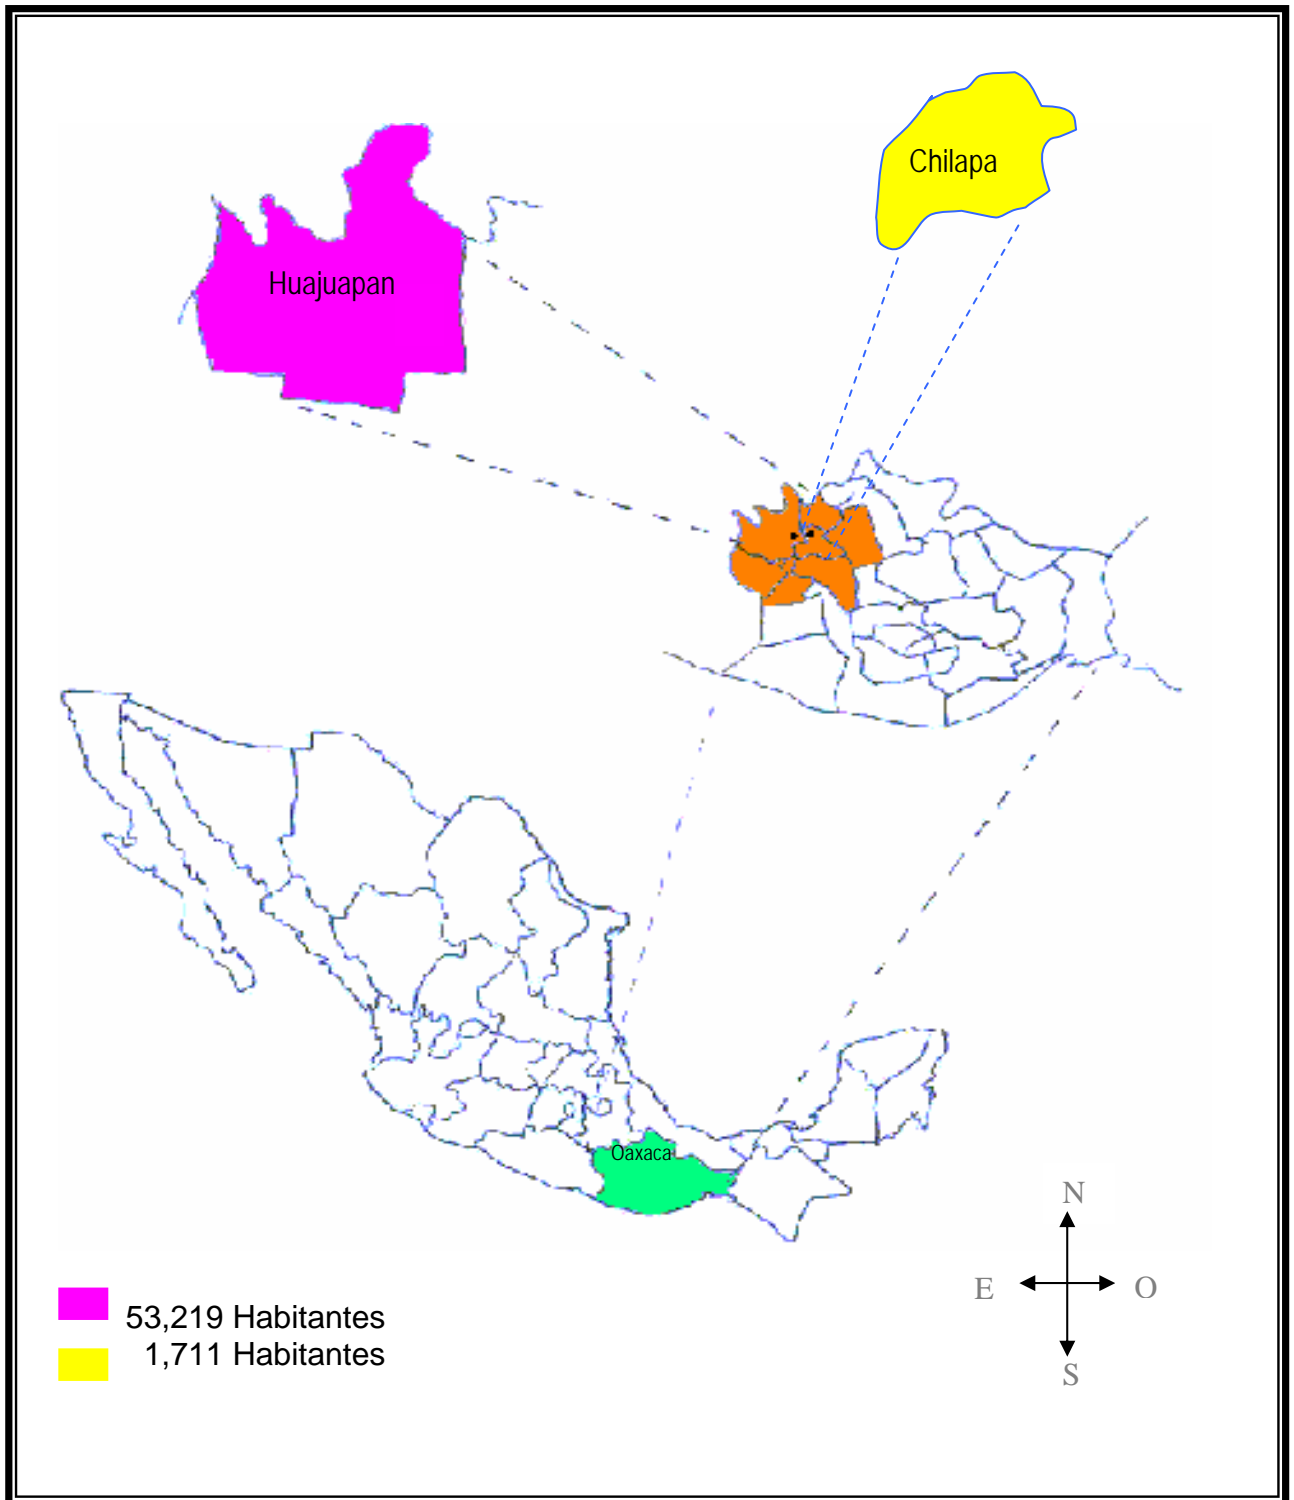 Chilapa
Huajuapan
Oaxaca
N
E
O
S
53,219 Habitantes
1,711 Habitantes